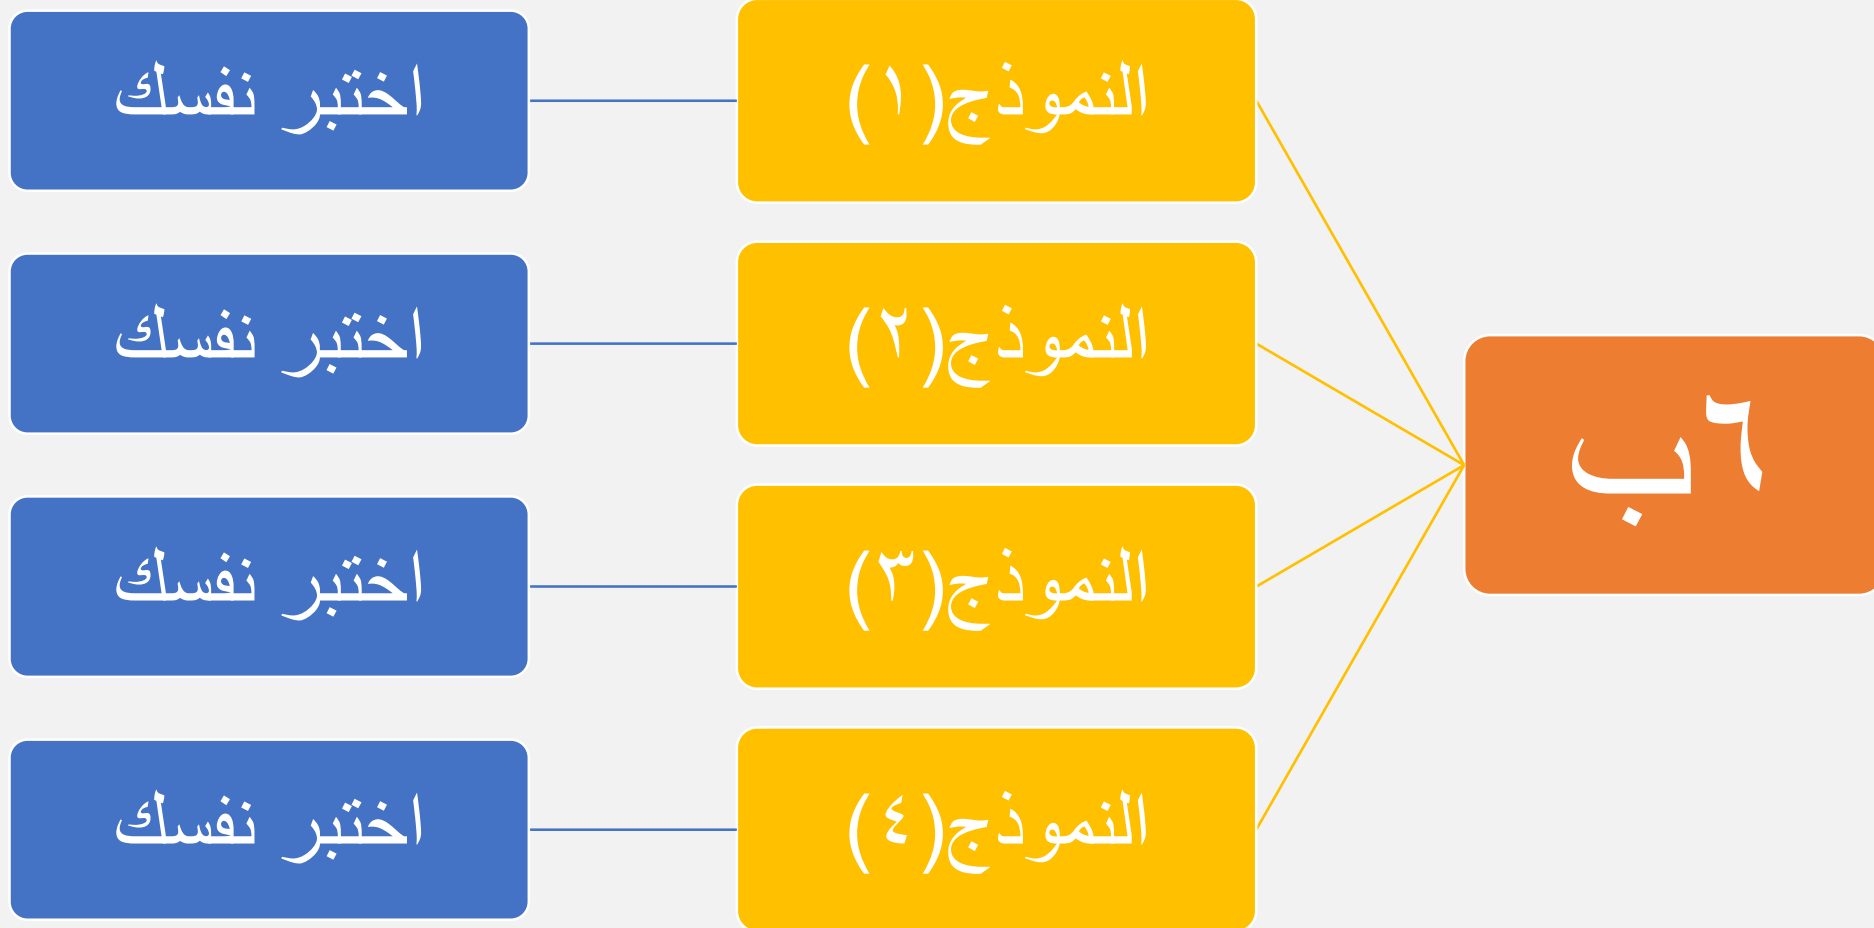 ٦ب
النموذج(١)
اختبر نفسك
النموذج(٢)
اختبر نفسك
النموذج(٣)
اختبر نفسك
النموذج(٤)
اختبر نفسك